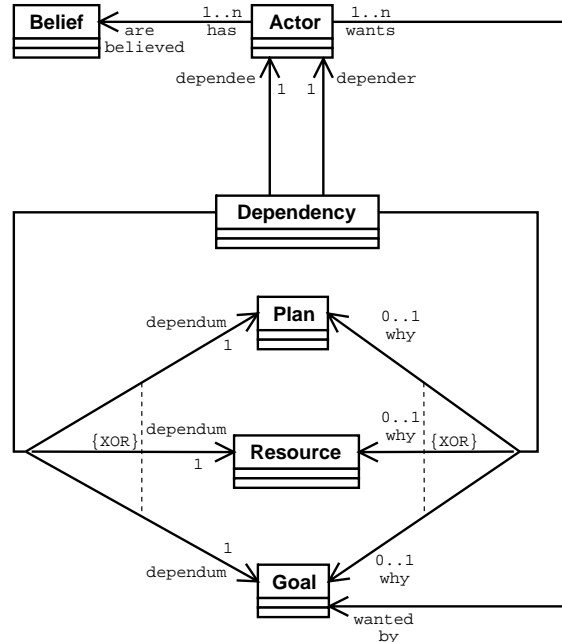 Belief
1..n
Actor
1..n
are
believed
has
wants
dependee
1
1
depender
Dependency
dependum
1
Plan
0..1
why
{XOR}
dependum
1
Resource
0..1
why
{XOR}
1
dependum
Goal
0..1
why
wanted
by